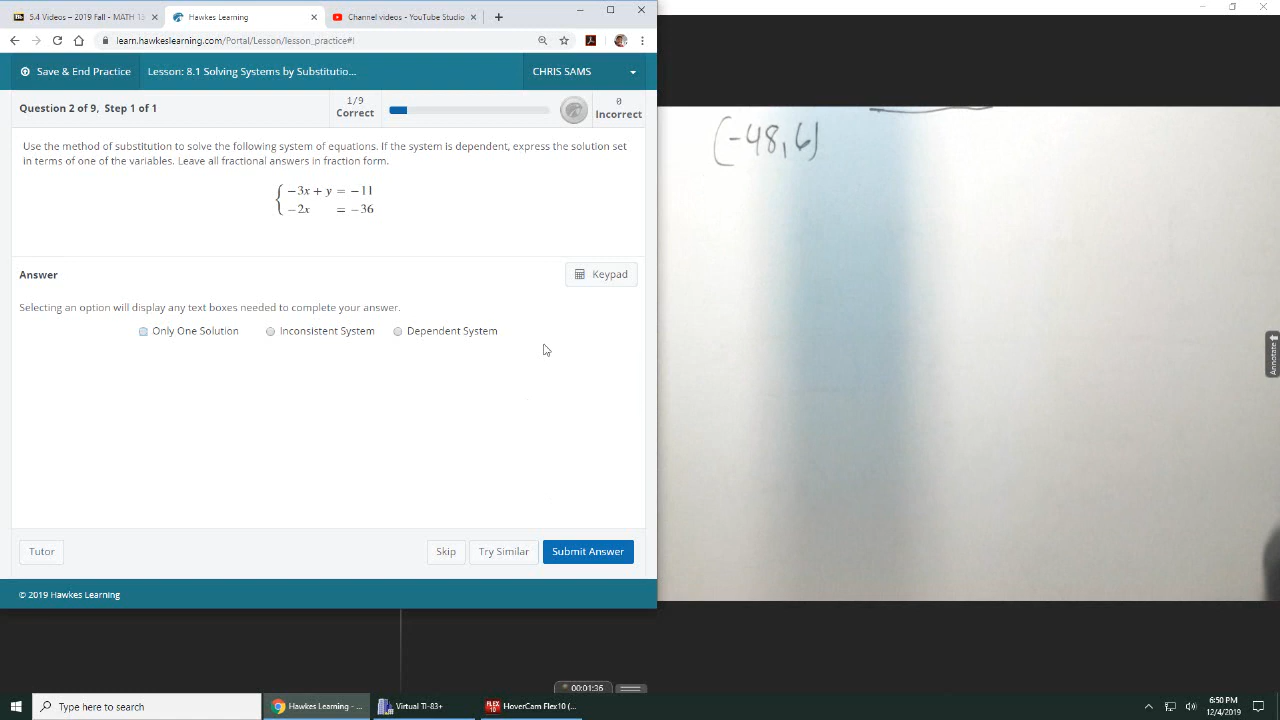 5.4 Videos – 2019 Fall - MATH 13
Hawkes Learning
Channel videos - YouTube Studio
learn.hawkeslearning.com/Portal/Lesson/lesson_practice#!
Save & End Practice
Lesson: 8.1 Solving Systems by Substitutio...
CHRIS SAMS
Question 2 of 9, Step 1 of 1
1/9
Correct
0
Incorrect
Use the method of substitution to solve the following system of equations. If the system is dependent, express the solution set
in terms of one of the variables. Leave all fractional answers in fraction form.
−3x + y = −11
−2x = −36
Answer
Keypad
Selecting an option will display any text boxes needed to complete your answer.
Only One Solution
Inconsistent System
Dependent System
Tutor
Skip
Try Similar
Submit Answer
© 2019 Hawkes Learning
(-48, 6)
Annotate
00:01:36
Type here to search
Hawkes Learning - ...
Virtual TI-83+
HoverCam Flex10 (...
6:50 PM
12/4/2019